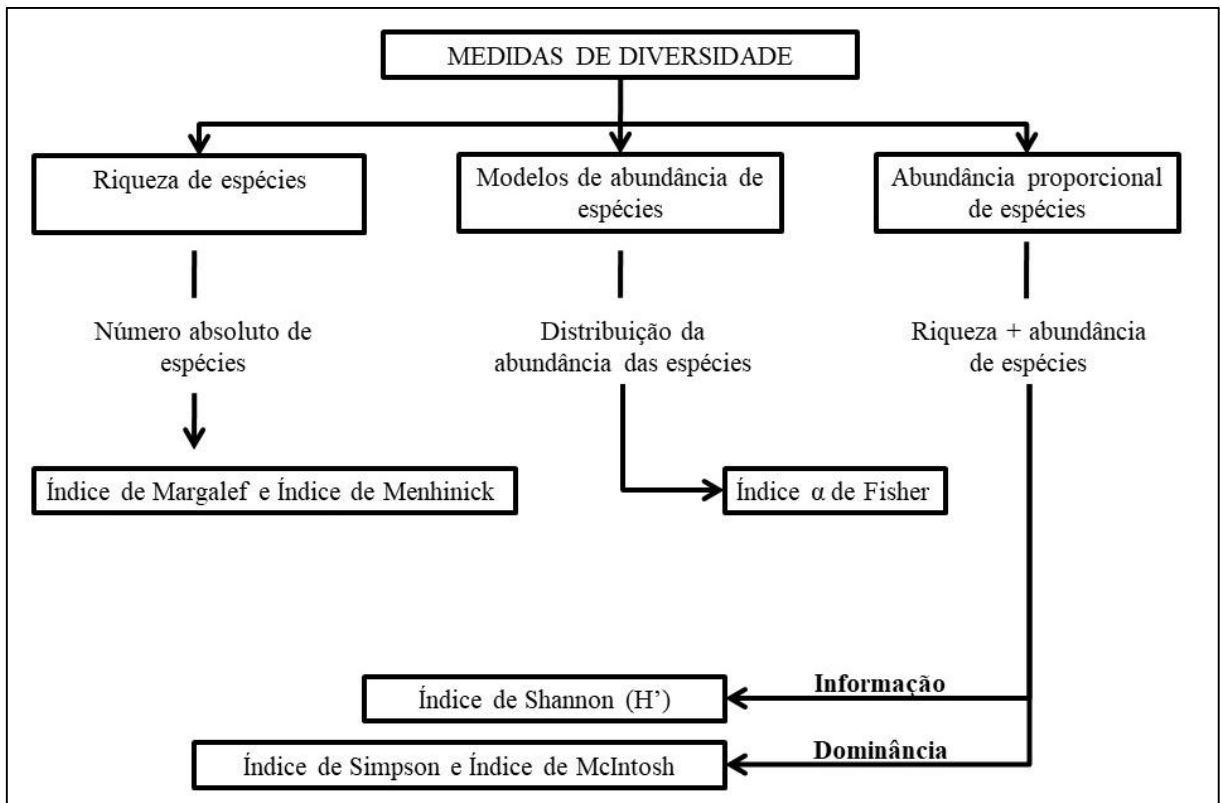 MEDIDAS DE DIVERSIDADE
Riqueza de espécies
Modelos de abundância de
espécies
Abundância proporcional
de espécies
Número absoluto de
espécies
Distribuição da
abundância das espécies
Riqueza + abundância
de espécies
Índice de Margalef e Índice de Menhinick
Índice α de Fisher
Informação
Índice de Shannon (H’)
Dominância
Índice de Simpson e Índice de McIntosh